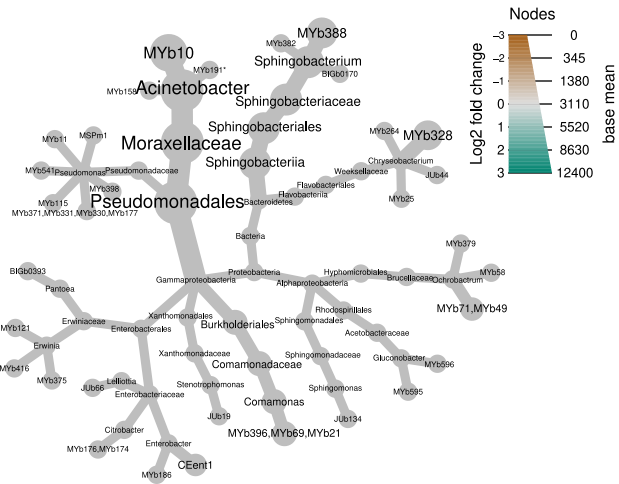 Nodes
Log2 fold change
−3
−2
−1
0
1
2
3
0
345
1380
3110
5520
8630
12400
base mean
MYb388
MYb382
MYb10
MYb191*
Sphingobacterium
BIGb0170
MYb158
Acinetobacter
Sphingobacteriaceae
MYb11
MSPm1
Sphingobacteriales
MYb264
MYb328
Moraxellaceae
Sphingobacteriia
Chryseobacterium
MYb541
Pseudomonas
Pseudomonadaceae
Weeksellaceae
JUb44
MYb398
Flavobacteriales
Flavobacteriia
MYb115
Pseudomonadales
Bacteroidetes
MYb25
MYb371,MYb331,MYb330,MYb177
Bacteria
MYb379
BIGb0393
Proteobacteria
Hyphomicrobiales
MYb58
Gammaproteobacteria
Alphaproteobacteria
Brucellaceae
Ochrobactrum
Pantoea
MYb71,MYb49
Rhodospirillales
Xanthomonadales
Erwiniaceae
Burkholderiales
Sphingomonadales
MYb121
Enterobacterales
Acetobacteraceae
Erwinia
Xanthomonadaceae
Sphingomonadaceae
Gluconobacter
MYb416
Comamonadaceae
MYb596
MYb375
Lelliottia
JUb66
Stenotrophomonas
Sphingomonas
MYb595
Enterobacteriaceae
Comamonas
JUb19
JUb134
Citrobacter
MYb396,MYb69,MYb21
Enterobacter
MYb176,MYb174
CEent1
MYb186